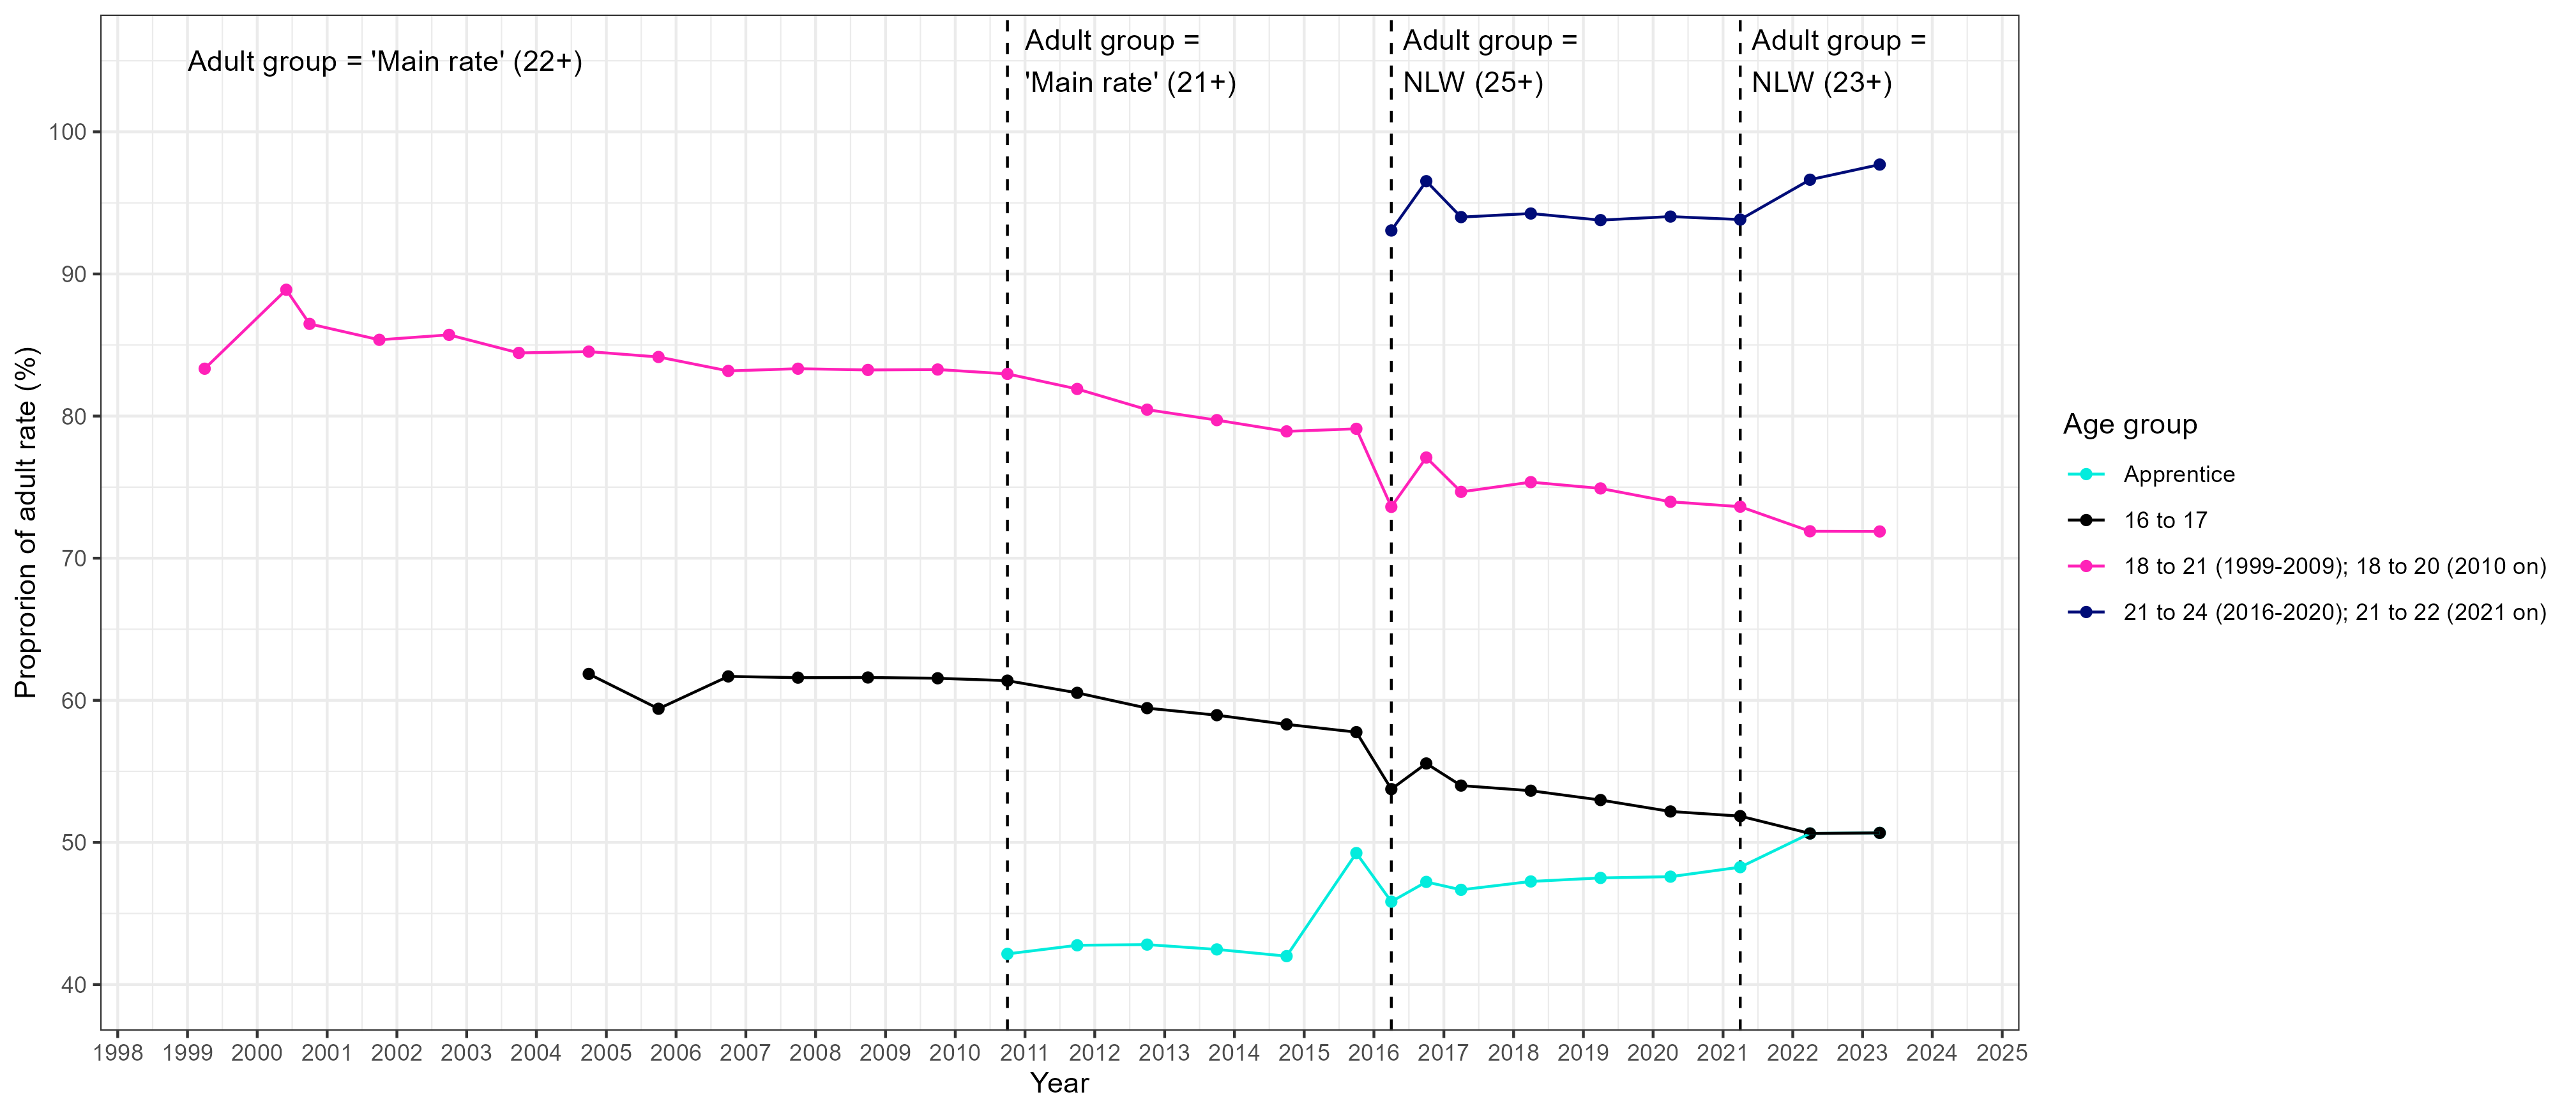 Adult group = 'Main rate' (22+)
Adult group =
'Main rate' (21+)
Adult group =
NLW (25+)
Adult group =
NLW (23+)
100
90
80
70
60
50
40
Proprorion of adult rate (%)
1998 1999 2000 2001 2002 2003 2004 2005 2006 2007 2008 2009 2010 2011 2012 2013 2014 2015 2016 2017 2018 2019 2020 2021 2022 2023 2024 2025
Year
Age group
Apprentice
16 to 17
18 to 21 (1999-2009); 18 to 20 (2010 on)
21 to 24 (2016-2020); 21 to 22 (2021 on)